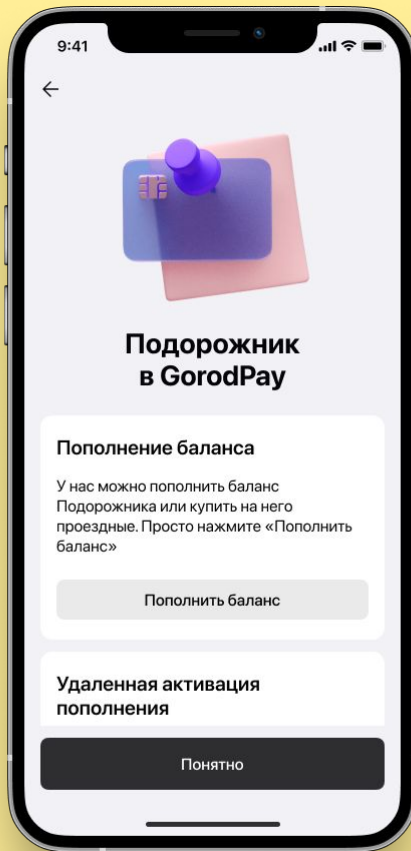 9:41
Подорожник
в GorodPay
Пополнение баланса
У нас можно пополнить баланс
Подорожника или купить на него
проездные. Просто нажмите «Пополнить
баланс»
Пополнить баланс
Удаленная активация
пополнения
Понятно